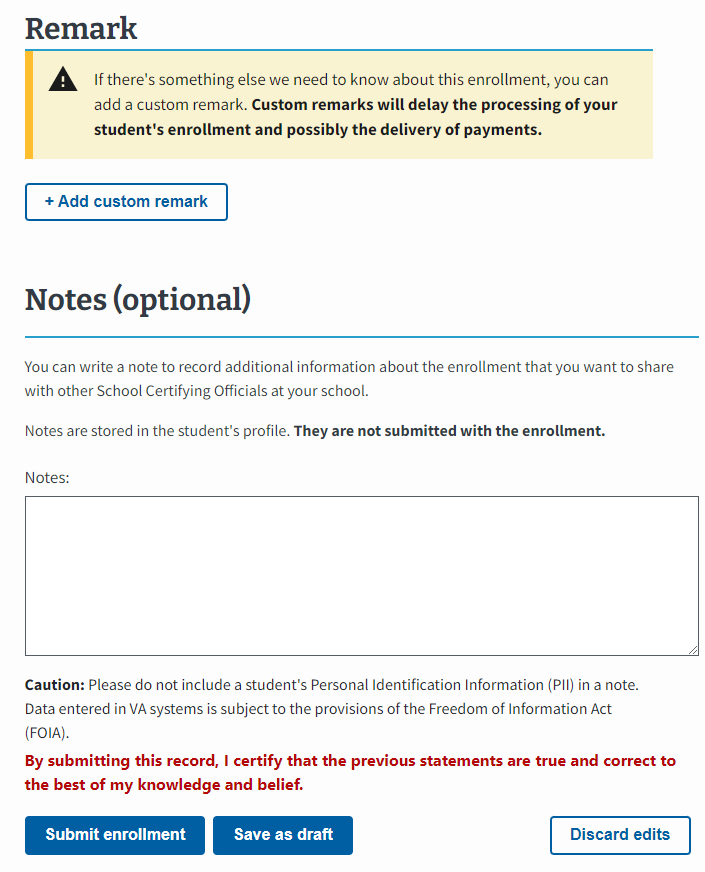 Remark
If there's something else we need to know about this enrollment, you can
add a custom remark. Custom remarks will delay the processing of your
student's enrollment and possibly the delivery of payments.
+ Add custom remark
Notes (optional)
You can write a note to record additional information about the enrollment that you want to share
with other School Certifying Officials at your school.
Notes are stored in the student's profile. They are not submitted with the enrollment.
Notes:
Caution: Please do not include a student's Personal Identification Information (PII) in a note.
Data entered in VA systems is subject to the provisions of the Freedom of Information Act
(FOIA).
By submitting this record, I certify that the previous statements are true and correct to
the best of my knowledge and belief.
Submit enrollment Save as draft Discard edits